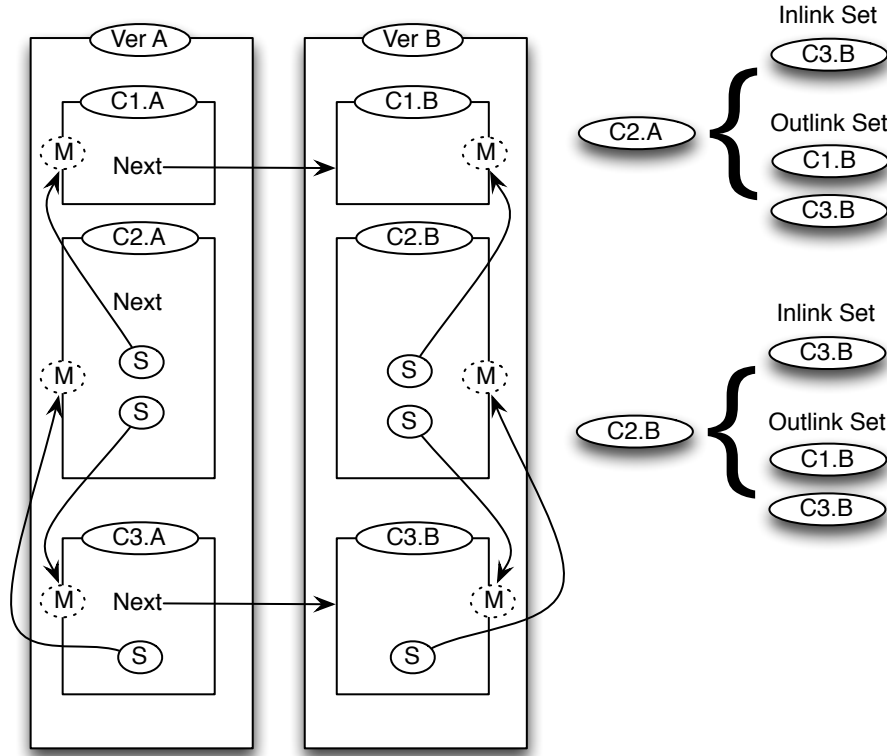 Ver A
C1.A
M
Next
C2.A
Next
M
S
S
C3.A
M
Next
S
Ver B
C1.B
M
C2.B
S
M
S
C3.B
M
S
Inlink Set
C3.B
C2.A
Outlink Set
C1.B
C3.B
Inlink Set
C3.B
C2.B
Outlink Set
C1.B
C3.B